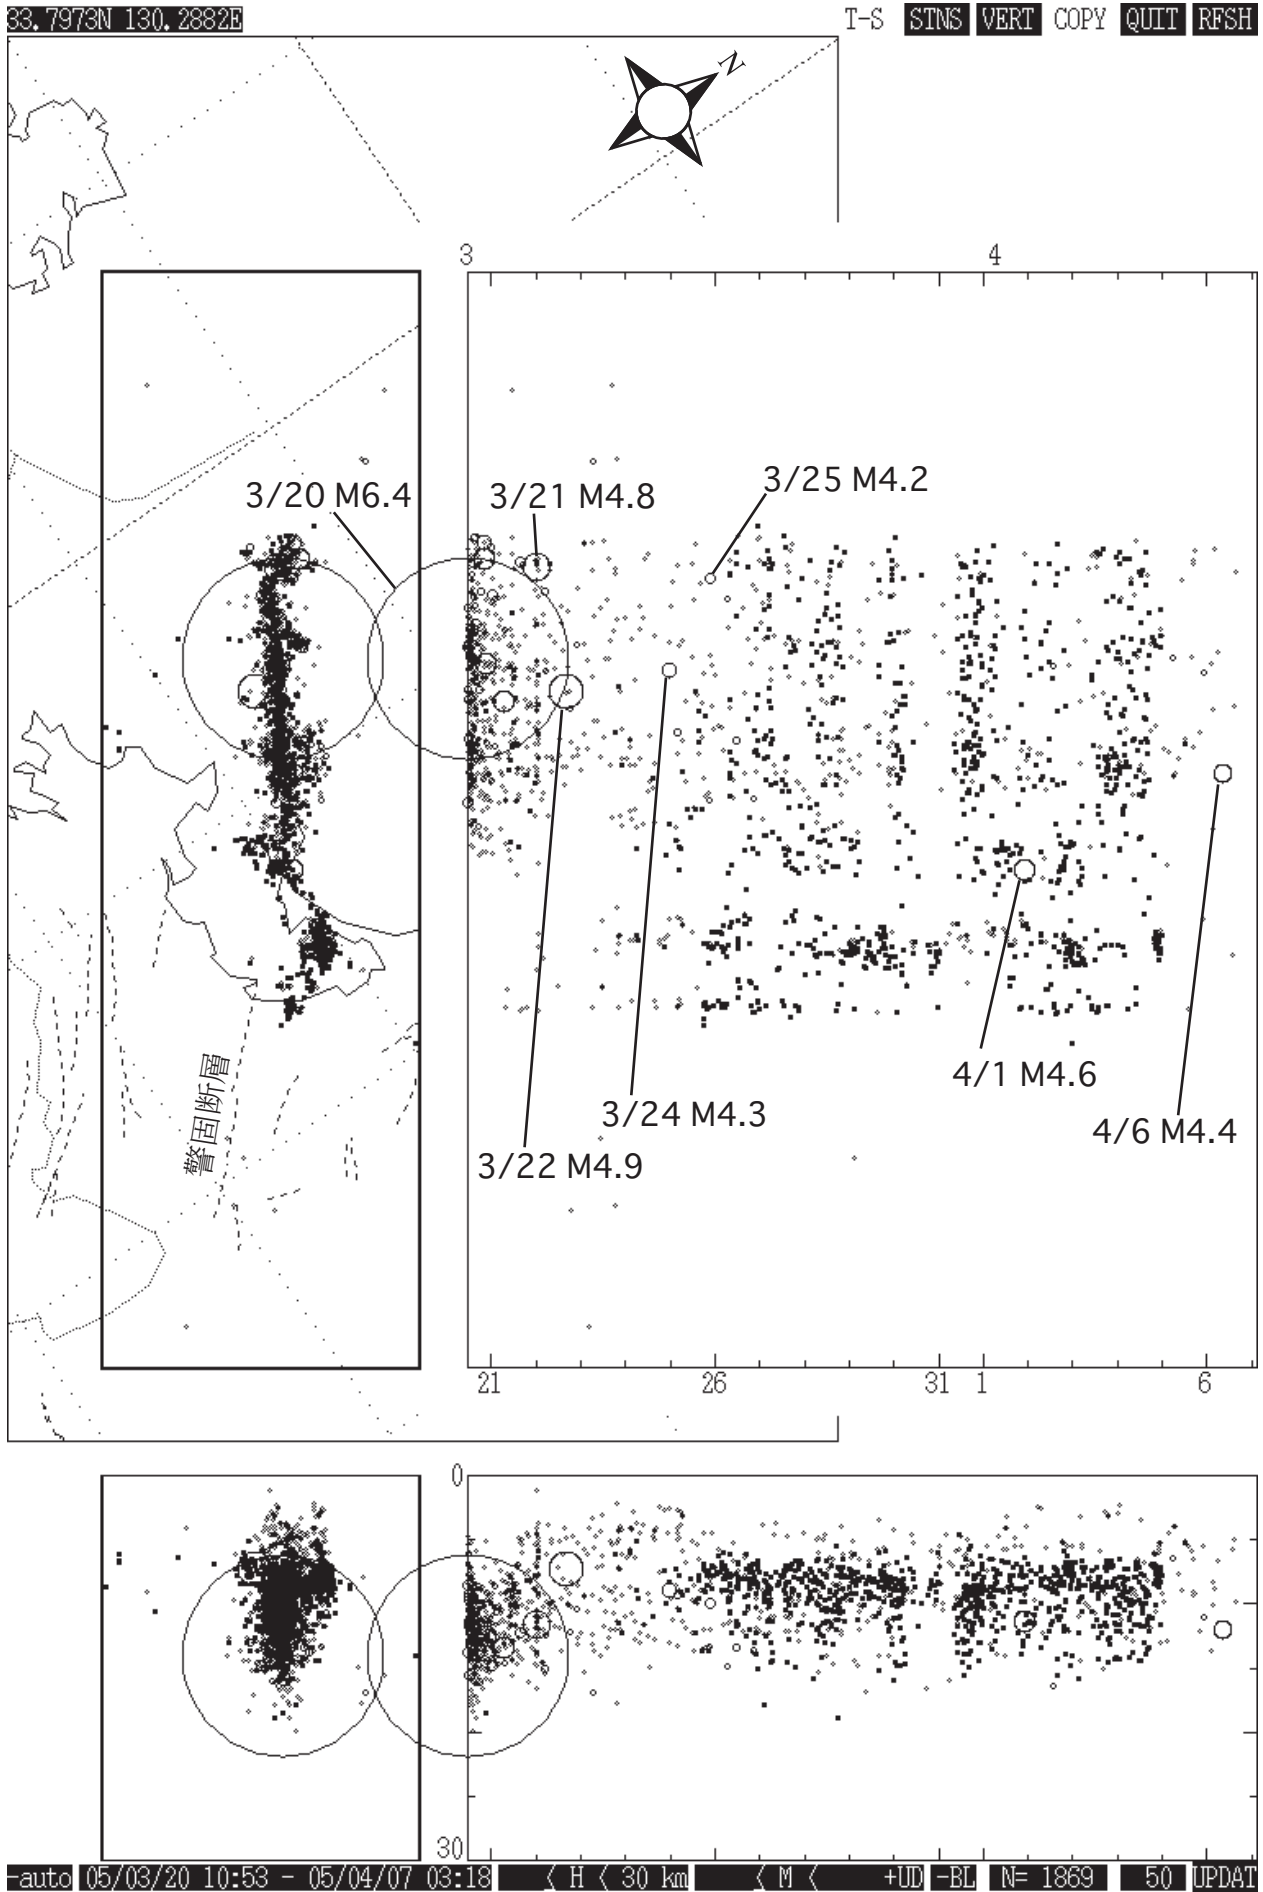 33.7973N 130.2882E
T-S STNS VERT COPY QUIT RFSH
N
3 4
3/20 M6.4
3/21 M4.8
3/25 M4.2
4/1 M4.6
3/24 M4.3
4/6 M4.4
3/22 M4.9
警固断層
21 26 31 1 6
0
30
-auto 05/03/20 10:53 - 05/04/07 03:18 ( H ( 30 km ( M ( +UD -BL N= 1869 50 UPDAT